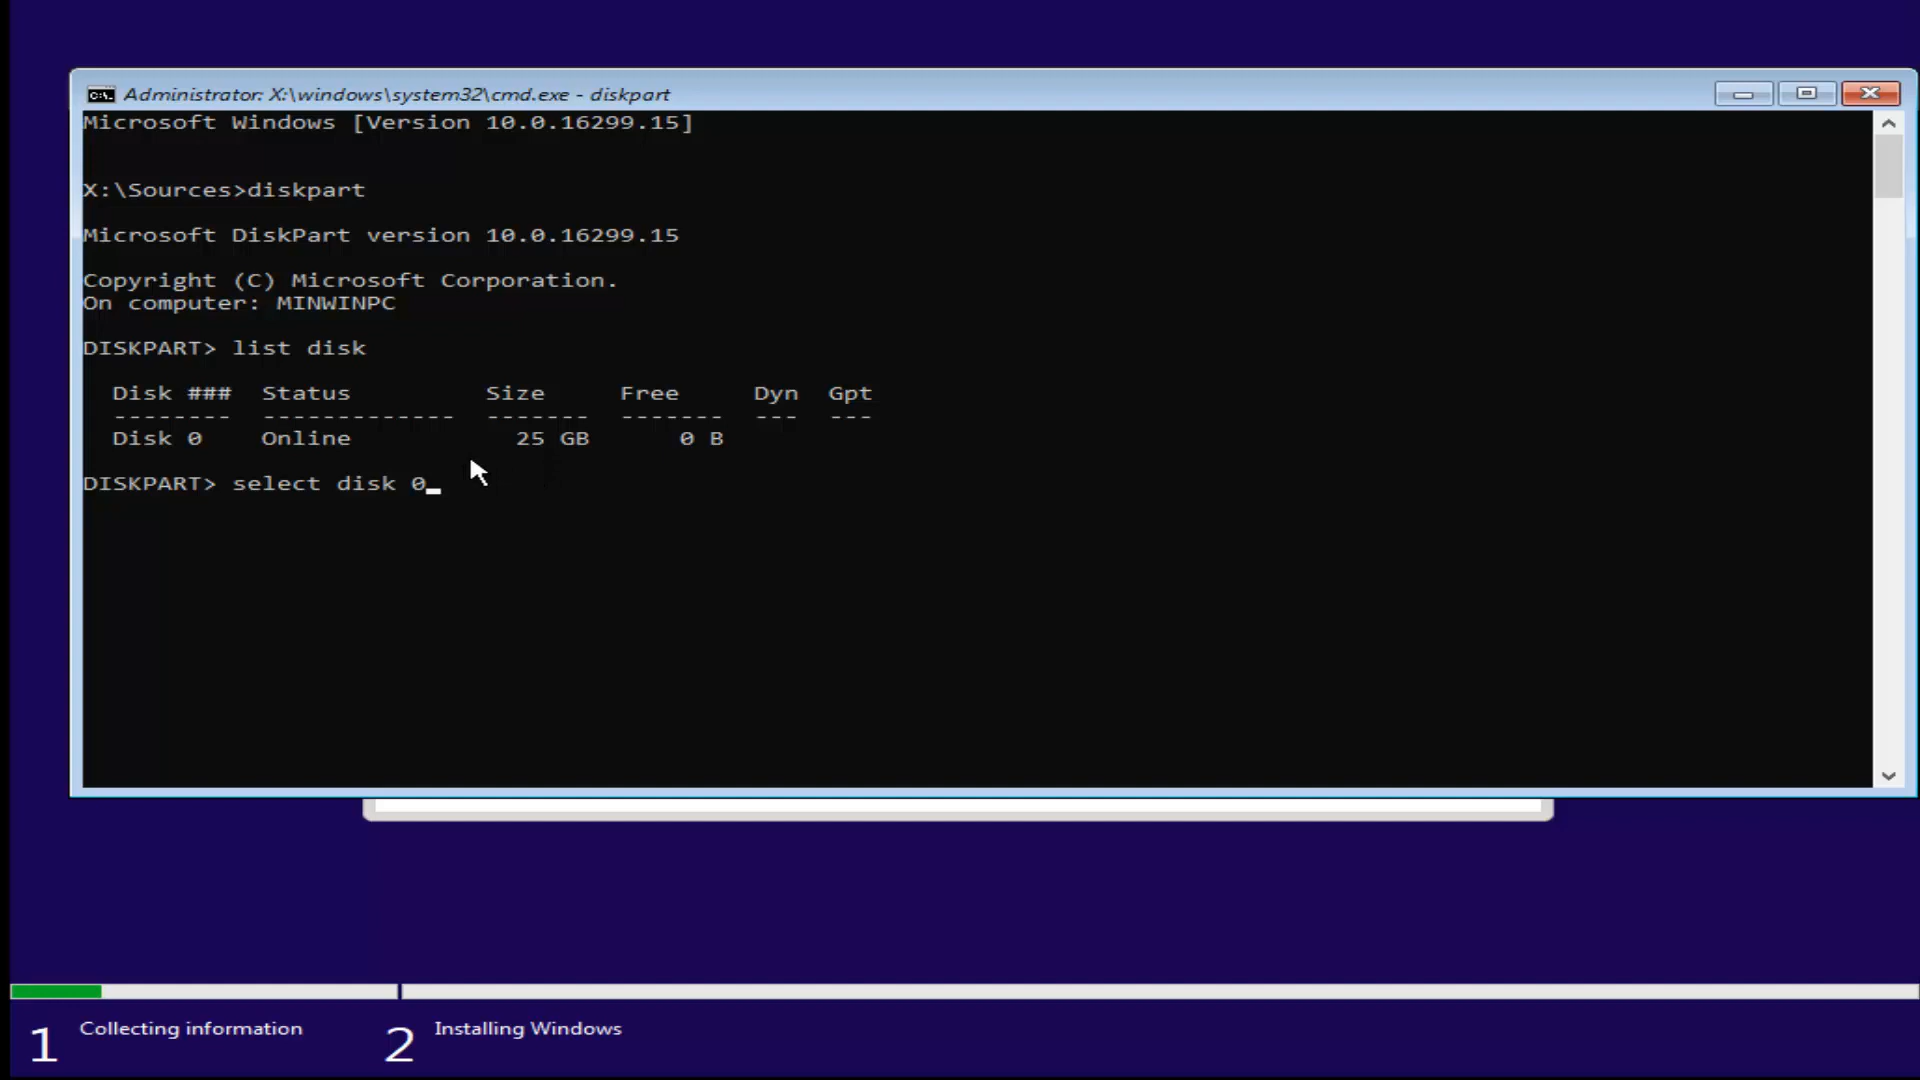 Administrator: X:\windows\system32\cmd.exe - diskpart
Microsoft Windows [Version 10.0.16299.15]
X:\Sources>diskpart
Microsoft DiskPart version 10.0.16299.15
Copyright (C) Microsoft Corporation.
On computer: MINWINPC
DISKPART> list disk
Disk ###  Status         Size     Free     Dyn  Gpt
--------  -------------  -------  -------  ---  ---
Disk 0    Online           25 GB      0 B
DISKPART> select disk 0_
1 Collecting information 2 Installing Windows